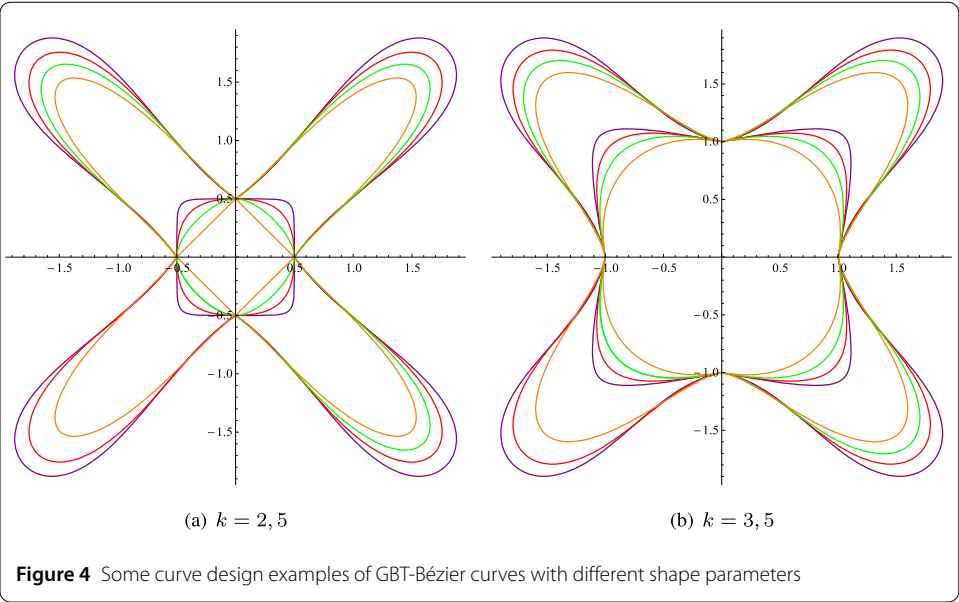 1.5
1.0
0.5
−1.5 −1.0 −0.5 0.5 1.0 1.5
−0.5
−1.0
−1.5
(a) k = 2, 5
1.5
1.0
0.5
−1.5 −1.0 −0.5 0.5 1.0 1.5
−0.5
−1.0
−1.5
(b) k = 3, 5
Figure 4 Some curve design examples of GBT-Bézier curves with different shape parameters